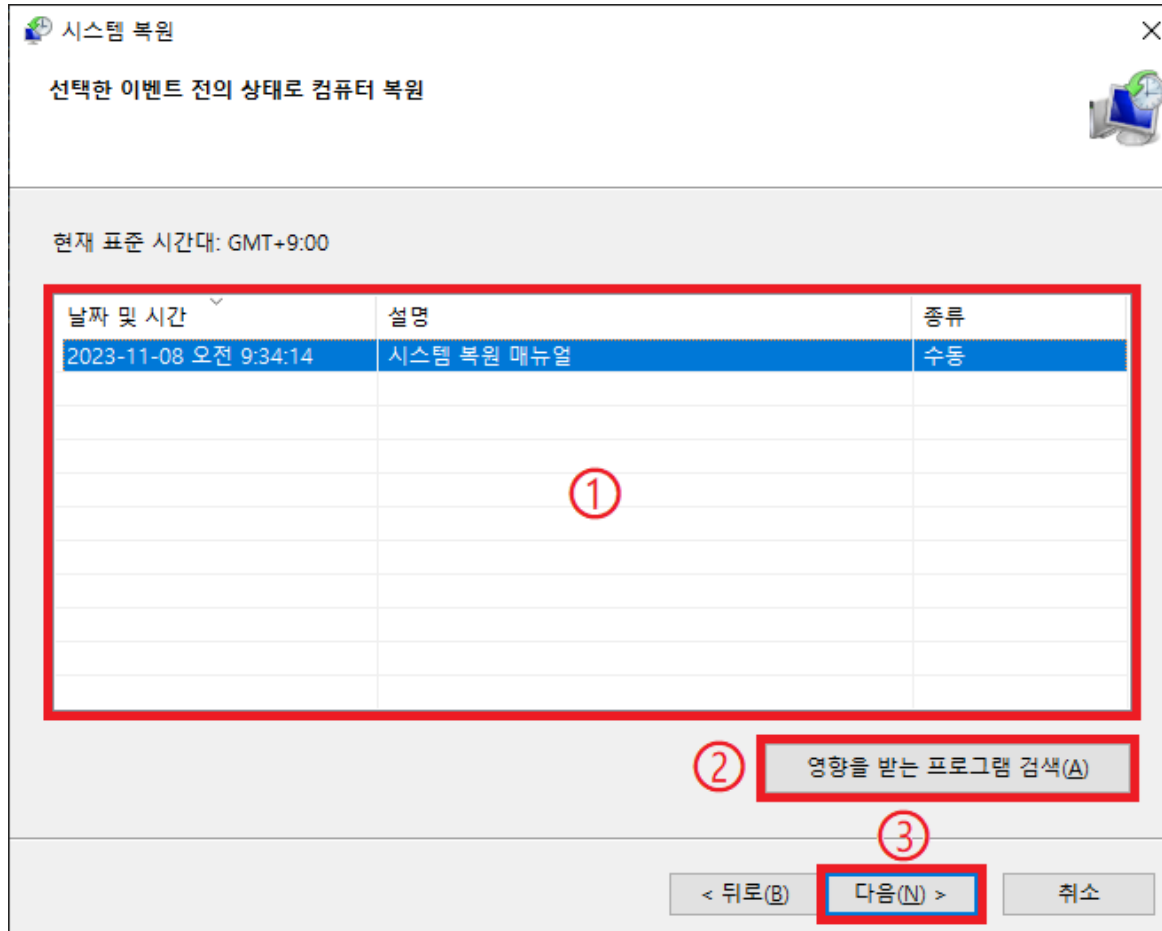 시스템 복원
선택한 이벤트 전의 상태로 컴퓨터 복원
현재 표준 시간대: GMT+9:00
날짜 및 시간 설명 종류
2023-11-08 오전 9:34:14 시스템 복원 매뉴얼 수동
①
② 영향을 받는 프로그램 검색(A)
③
< 뒤로(B) 다음(N) > 취소